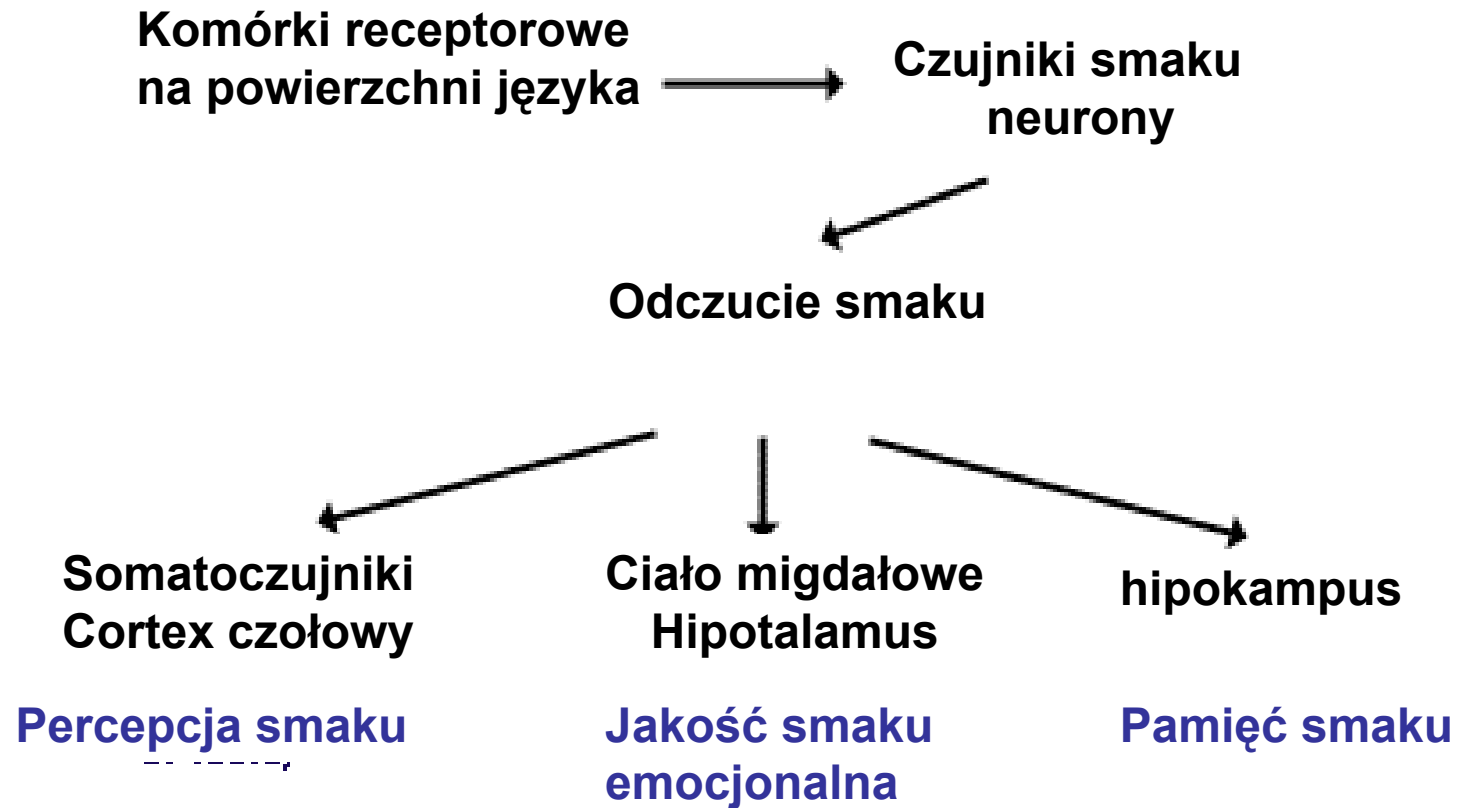 Komórki receptorowe
na powierzchni języka
Czujniki smaku
neurony
Odczucie smaku
Somatoczujniki
Cortex czołowy
Ciało migdałowe
Hipotalamus
hipokampus
Percepcja smaku
Jakość smaku
emocjonalna
Pamięć smaku